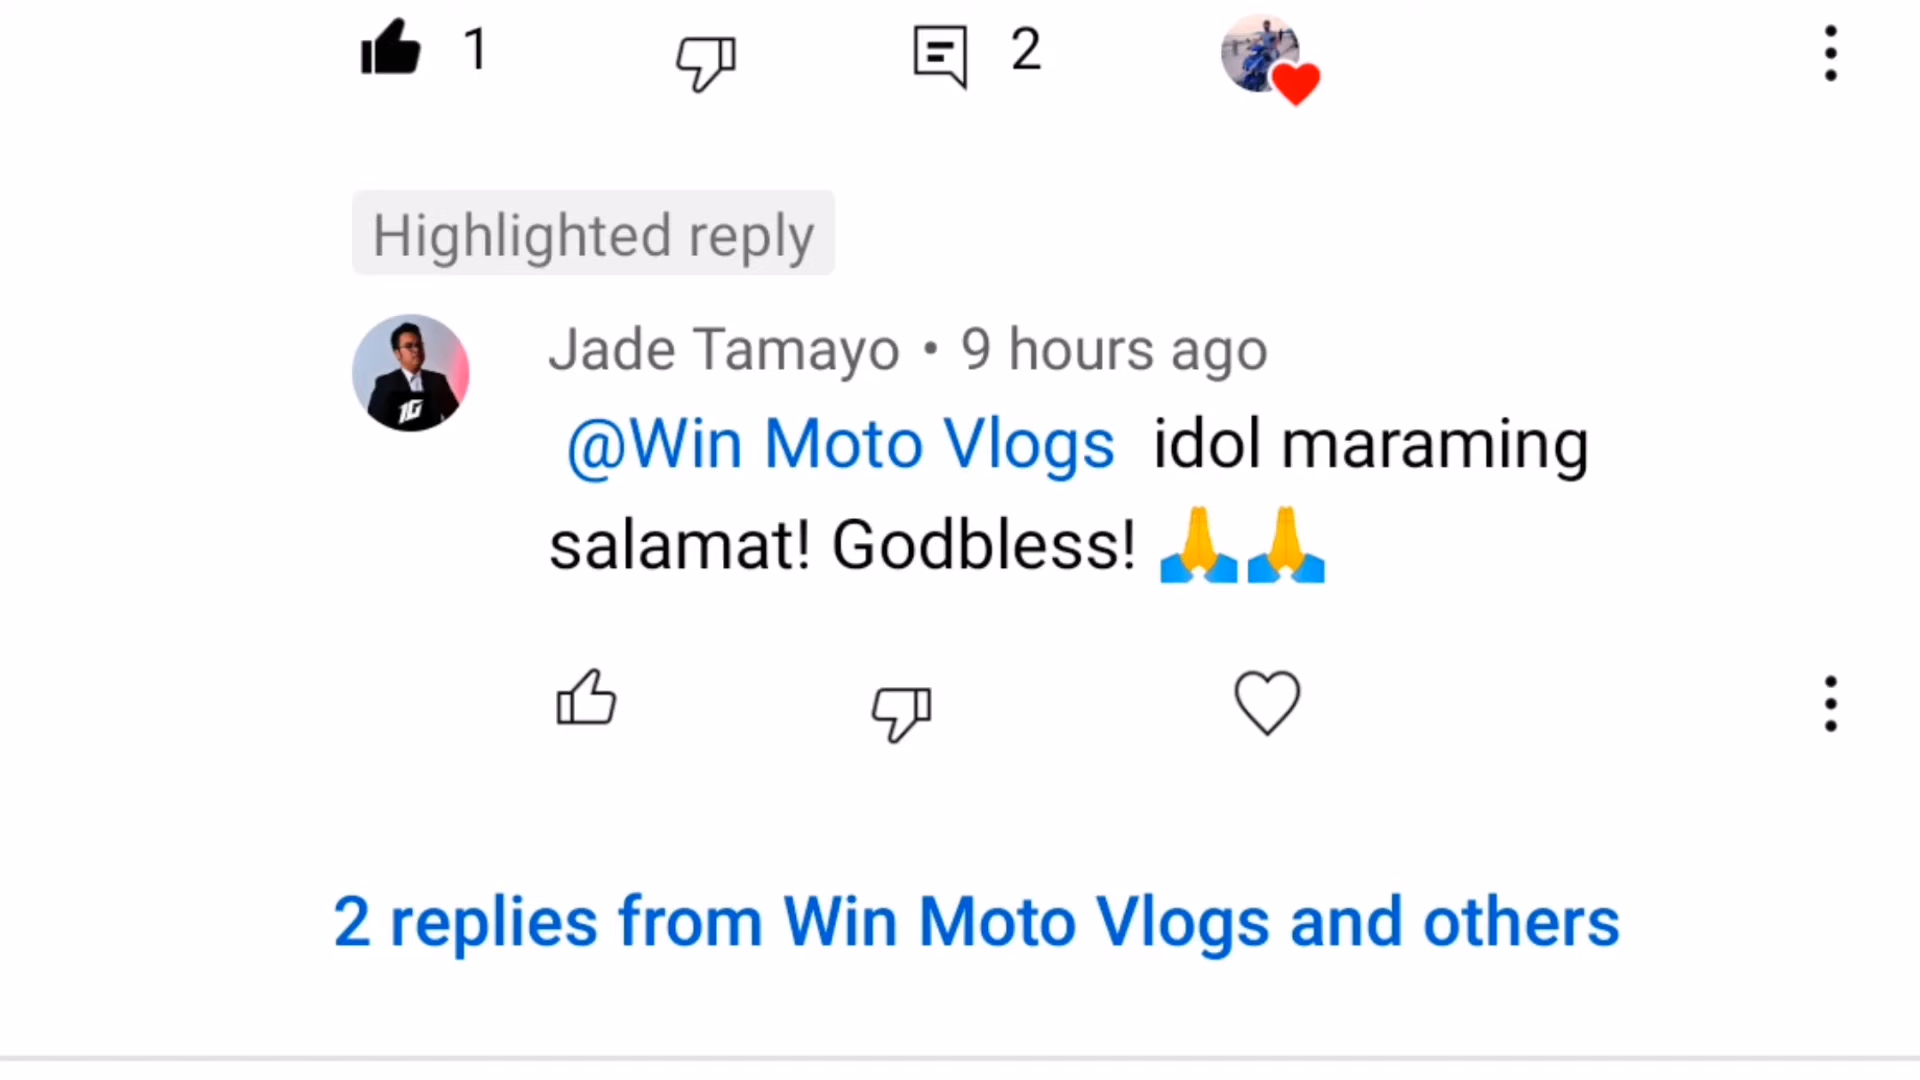 1 2
Highlighted reply
Jade Tamayo • 9 hours ago
@Win Moto Vlogs idol maraming
salamat! Godbless! 🙏🙏
2 replies from Win Moto Vlogs and others